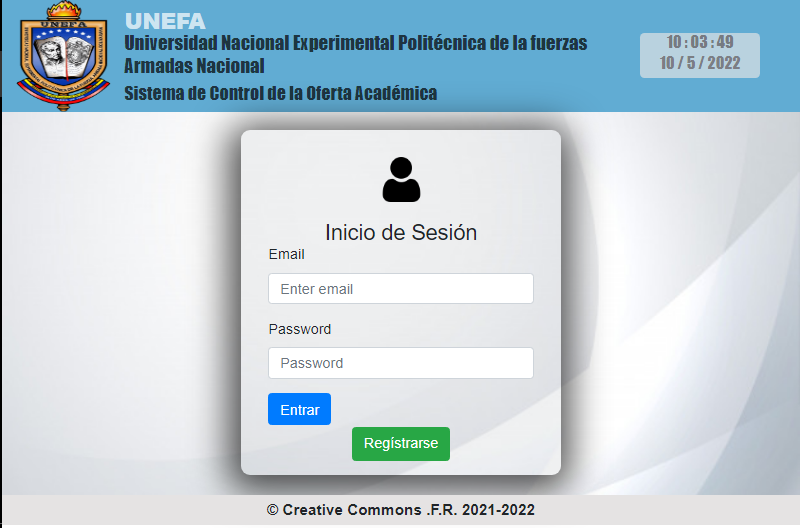 UNEFA
UNEFA
Universidad Nacional Experimental Politécnica de la fuerzas
Armadas Nacional
Sistema de Control de la Oferta Académica
10 : 03 : 49
10 / 5 / 2022
Inicio de Sesión
Email
Enter email
Password
Password
Entrar
Regístrarse
© Creative Commons .F.R. 2021-2022